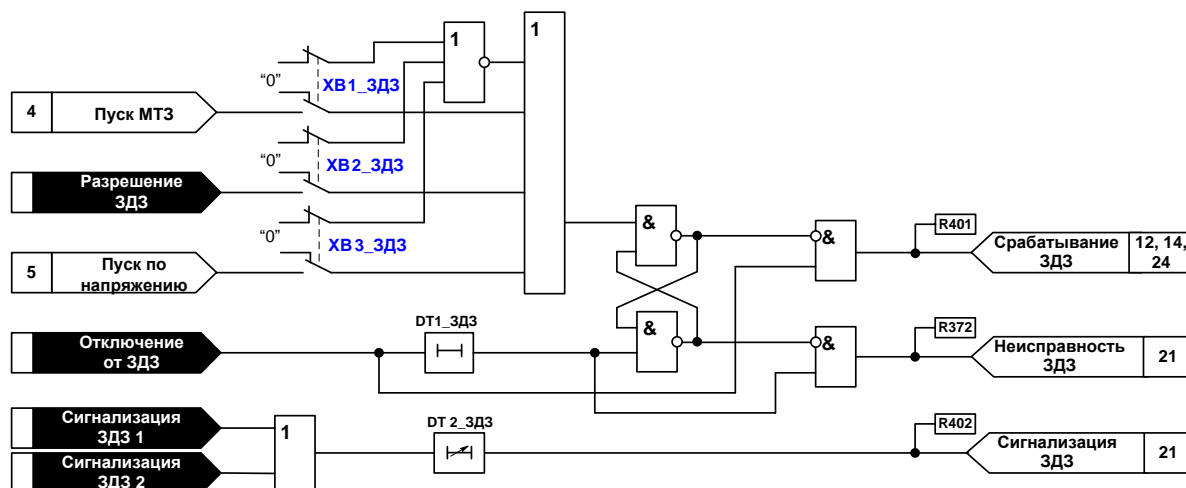 1
1
“0”
XB1_ЗДЗ
4 Пуск МТЗ
“0”
XB2_ЗДЗ
Разрешение
ЗДЗ
“0”
XB3_ЗДЗ
5 Пуск по
напряжению
&
&
R401
Срабатывание
ЗДЗ
12, 14,
24
Отключение
от ЗДЗ
DT1_ЗДЗ
&
&
R372
Неисправность
ЗДЗ
21
Сигнализация
ЗДЗ 1
Сигнализация
ЗДЗ 2
1
DT 2_ЗДЗ
R402
Сигнализация
ЗДЗ
21